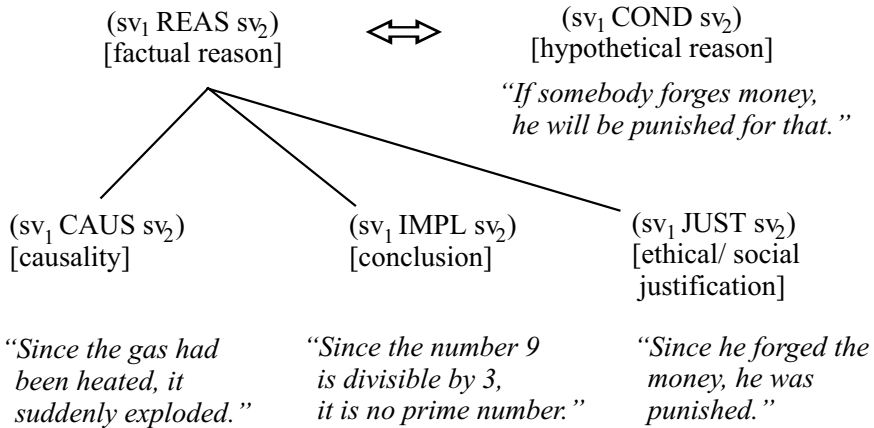 (sv₁ REAS sv₂)
[factual reason]
(sv₁ COND sv₂)
[hypothetical reason]
“If somebody forges money,
he will be punished for that.”
(sv₁ CAUS sv₂)
[causality]
(sv₁ IMPL sv₂)
[conclusion]
(sv₁ JUST sv₂)
[ethical/ social
justification]
“Since the gas had
been heated, it
suddenly exploded.”
“Since the number 9
is divisible by 3,
it is no prime number.”
“Since he forged the
money, he was
punished.”